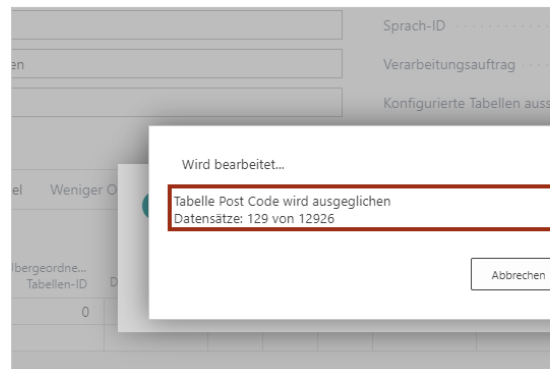 Sprach-ID
en
Verarbeitungsauftrag
Konfigurierte Tabellen auss
el Weniger O
Wird bearbeitet...
Tabelle Post Code wird ausgeglichen
Datensätze: 129 von 12926
Abbrechen
Übergeordne...
Tabellen-ID D
0